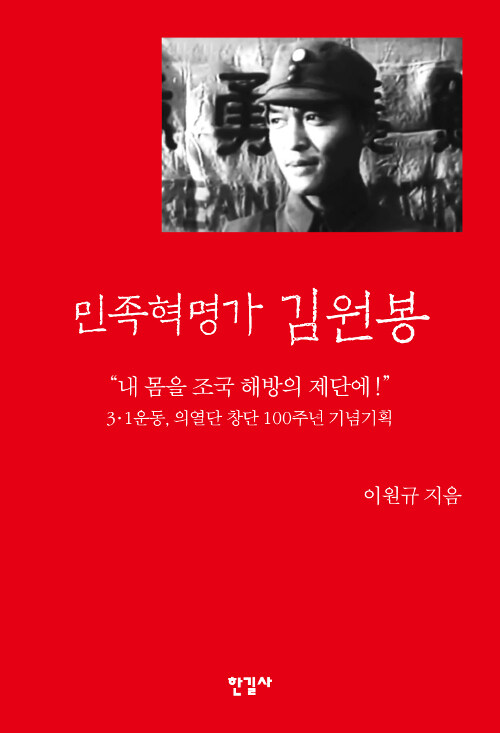 勇
민족혁명가 김원봉
“내 몸을 조국 해방의 제단에!”
3·1운동, 의열단 창단 100주년 기념기획
이원규 지음
한길사